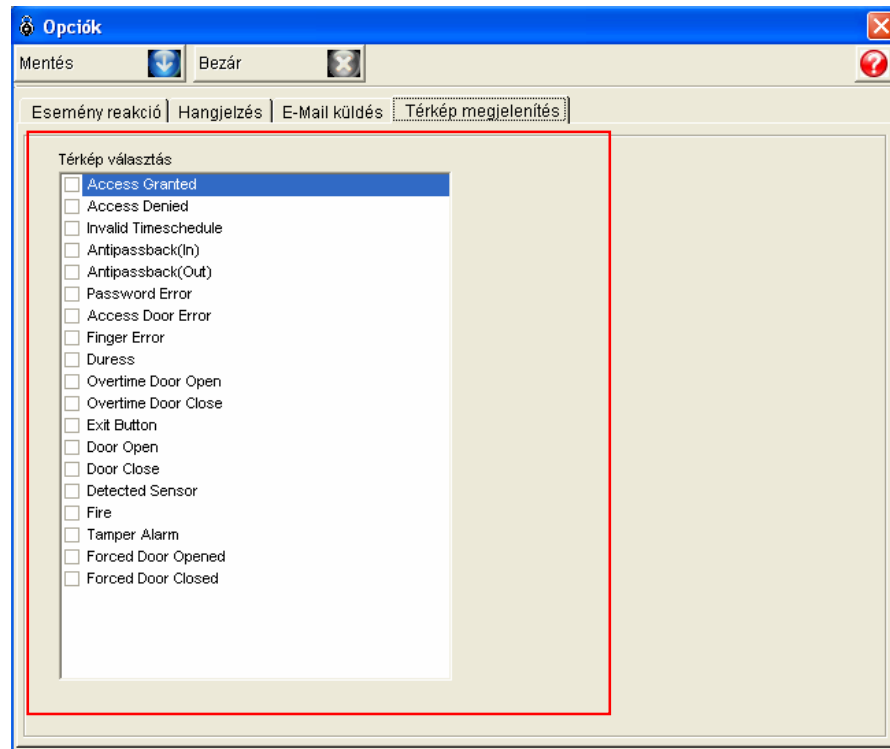 Opciók
Mentés Bezár
Esemény reakció Hangjelzés E-Mail küldés Térkép megjelenítés
Térkép választás
Access Granted
Access Denied
Invalid Timeschedule
Antipassback(In)
Antipassback(Out)
Password Error
Access Door Error
Finger Error
Duress
Overtime Door Open
Overtime Door Close
Exit Button
Door Open
Door Close
Detected Sensor
Fire
Tamper Alarm
Forced Door Opened
Forced Door Closed